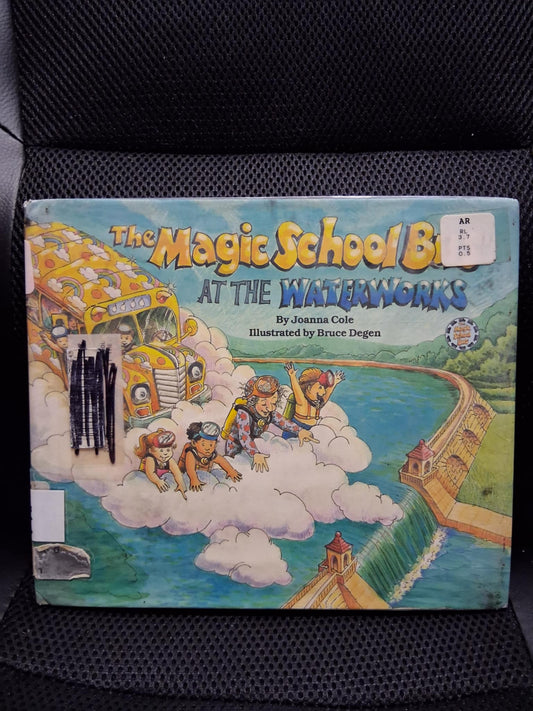 The Magic School B
AT THE WATERWORKS
By Joanna Cole
Illustrated by Bruce Degen
AR
RL
3.7
PTS
0.5